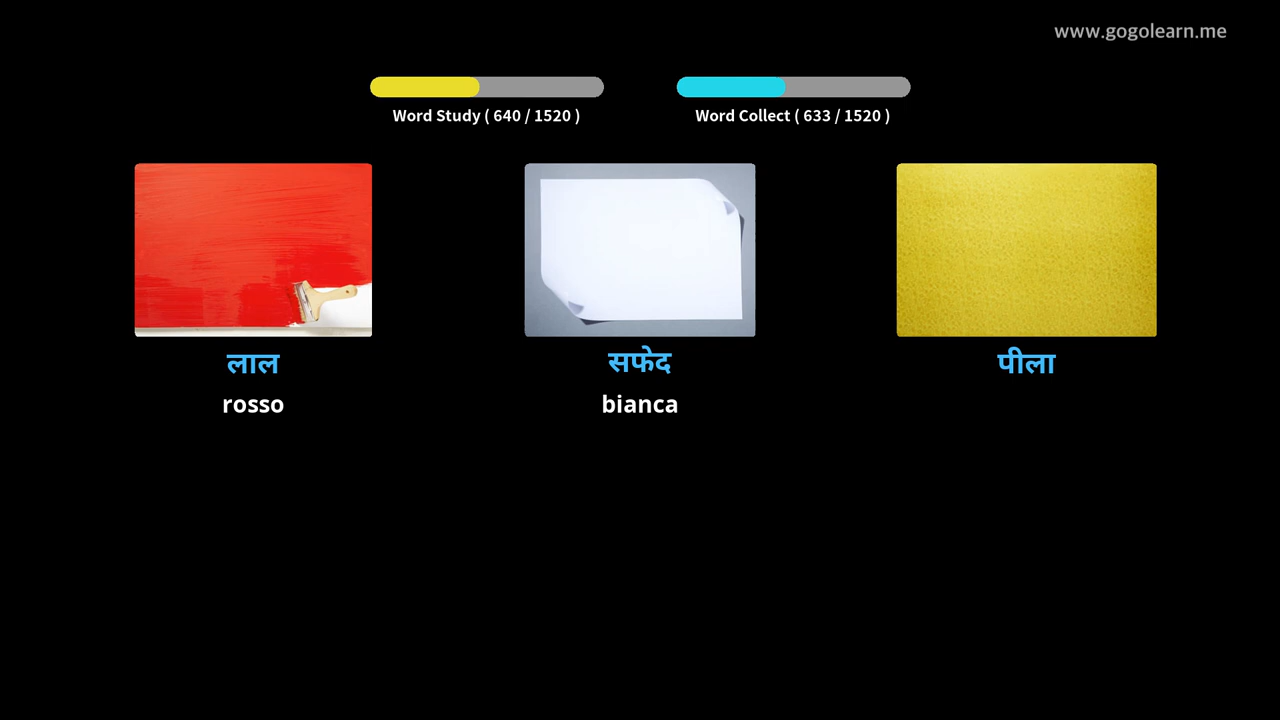 www.gogolearn.me
Word Study ( 640 / 1520 )
Word Collect ( 633 / 1520 )
लाल
सफेद
पीला
rosso
bianca